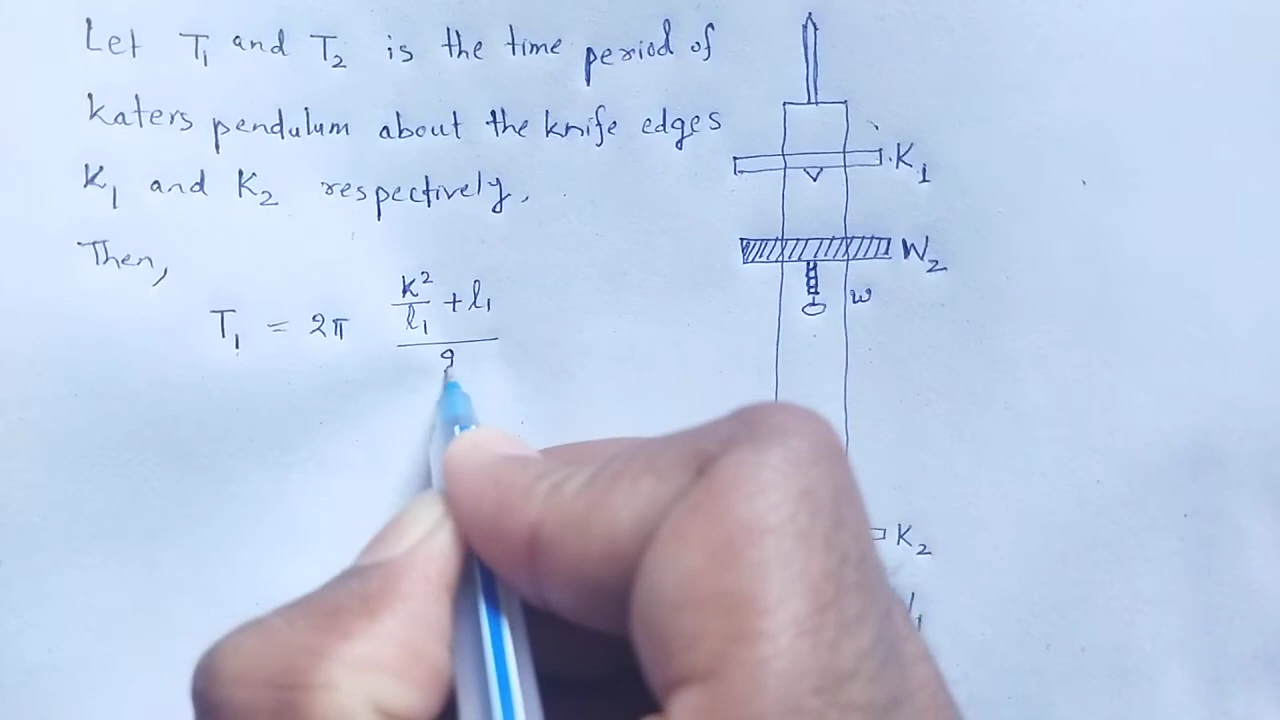 Let T₁ and T₂ is the time period of
katers pendulum about the knife edges
K₁ and K₂ respectively.
Then,
T₁ = 2π (k²/l₁ + l₁)/g
K₁
W₂
w
K₂